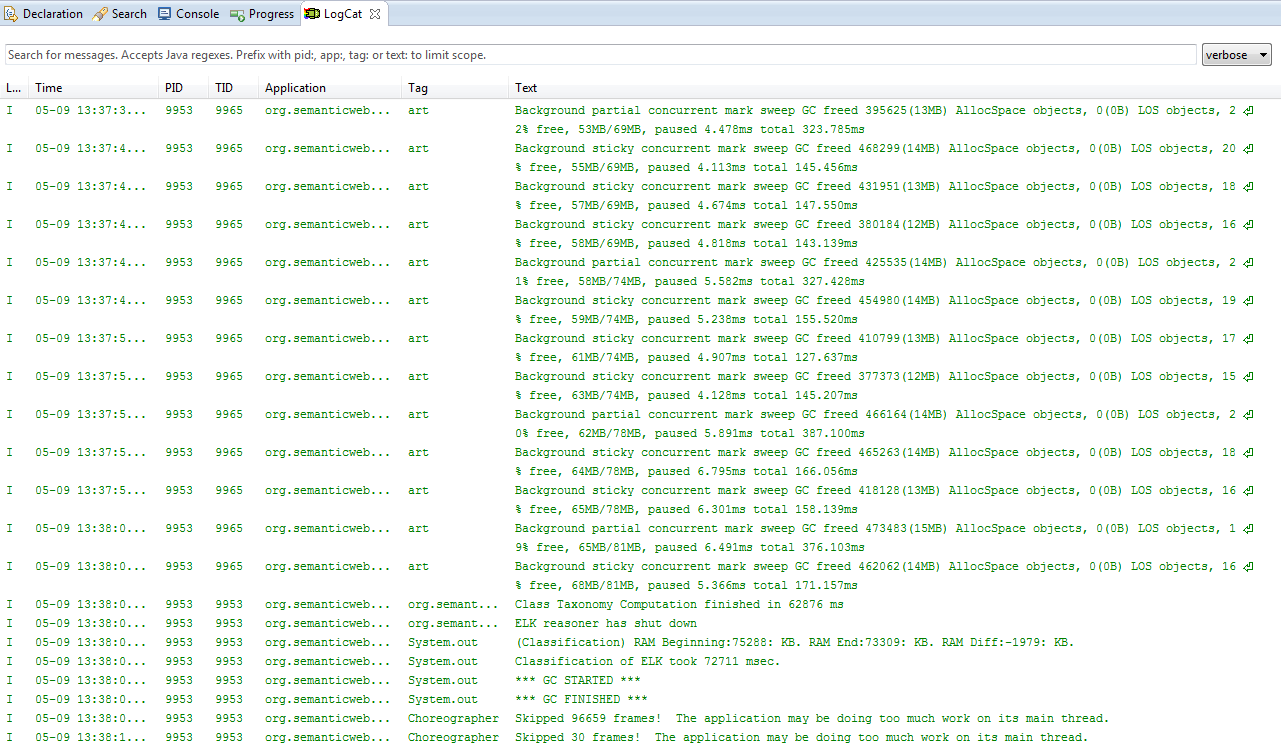 Declaration Search Console Progress LogCat
Search for messages. Accepts Java regexes. Prefix with pid:, app:, tag: or text: to limit scope. verbose
L... Time PID TID Application Tag Text
I 05-09 13:37:3... 9953 9965 org.semanticweb... art Background partial concurrent mark sweep GC freed 395625(13MB) AllocSpace objects, 0(0B) LOS objects, 2
2% free, 53MB/69MB, paused 4.478ms total 323.785ms
I 05-09 13:37:4... 9953 9965 org.semanticweb... art Background sticky concurrent mark sweep GC freed 468299(14MB) AllocSpace objects, 0(0B) LOS objects, 20
% free, 55MB/69MB, paused 4.113ms total 145.456ms
I 05-09 13:37:4... 9953 9965 org.semanticweb... art Background sticky concurrent mark sweep GC freed 431951(13MB) AllocSpace objects, 0(0B) LOS objects, 18
% free, 57MB/69MB, paused 4.674ms total 147.550ms
I 05-09 13:37:4... 9953 9965 org.semanticweb... art Background sticky concurrent mark sweep GC freed 380184(12MB) AllocSpace objects, 0(0B) LOS objects, 16
% free, 58MB/69MB, paused 4.818ms total 143.139ms
I 05-09 13:37:4... 9953 9965 org.semanticweb... art Background partial concurrent mark sweep GC freed 425535(14MB) AllocSpace objects, 0(0B) LOS objects, 2
1% free, 58MB/74MB, paused 5.582ms total 327.428ms
I 05-09 13:37:4... 9953 9965 org.semanticweb... art Background sticky concurrent mark sweep GC freed 454980(14MB) AllocSpace objects, 0(0B) LOS objects, 19
% free, 59MB/74MB, paused 5.238ms total 155.520ms
I 05-09 13:37:5... 9953 9965 org.semanticweb... art Background sticky concurrent mark sweep GC freed 410799(13MB) AllocSpace objects, 0(0B) LOS objects, 17
% free, 61MB/74MB, paused 4.907ms total 127.637ms
I 05-09 13:37:5... 9953 9965 org.semanticweb... art Background sticky concurrent mark sweep GC freed 377373(12MB) AllocSpace objects, 0(0B) LOS objects, 15
% free, 63MB/74MB, paused 4.128ms total 145.207ms
I 05-09 13:37:5... 9953 9965 org.semanticweb... art Background partial concurrent mark sweep GC freed 466164(14MB) AllocSpace objects, 0(0B) LOS objects, 2
0% free, 62MB/78MB, paused 5.891ms total 387.100ms
I 05-09 13:37:5... 9953 9965 org.semanticweb... art Background sticky concurrent mark sweep GC freed 465263(14MB) AllocSpace objects, 0(0B) LOS objects, 18
% free, 64MB/78MB, paused 6.795ms total 166.056ms
I 05-09 13:37:5... 9953 9965 org.semanticweb... art Background sticky concurrent mark sweep GC freed 418128(13MB) AllocSpace objects, 0(0B) LOS objects, 16
% free, 65MB/78MB, paused 6.301ms total 158.139ms
I 05-09 13:38:0... 9953 9965 org.semanticweb... art Background partial concurrent mark sweep GC freed 473483(15MB) AllocSpace objects, 0(0B) LOS objects, 1
9% free, 65MB/81MB, paused 6.491ms total 376.103ms
I 05-09 13:38:0... 9953 9965 org.semanticweb... art Background sticky concurrent mark sweep GC freed 462062(14MB) AllocSpace objects, 0(0B) LOS objects, 16
% free, 68MB/81MB, paused 5.366ms total 171.157ms
I 05-09 13:38:0... 9953 9953 org.semanticweb... org.semant... Class Taxonomy Computation finished in 62876 ms
I 05-09 13:38:0... 9953 9953 org.semanticweb... org.semant... ELK reasoner has shut down
I 05-09 13:38:0... 9953 9953 org.semanticweb... System.out (Classification) RAM Beginning:75288: KB. RAM End:73309: KB. RAM Diff:-1979: KB.
I 05-09 13:38:0... 9953 9953 org.semanticweb... System.out Classification of ELK took 72711 msec.
I 05-09 13:38:0... 9953 9953 org.semanticweb... System.out *** GC STARTED ***
I 05-09 13:38:0... 9953 9953 org.semanticweb... System.out *** GC FINISHED ***
I 05-09 13:38:0... 9953 9953 org.semanticweb... Choreographer Skipped 96659 frames!  The application may be doing too much work on its main thread.
I 05-09 13:38:1... 9953 9953 org.semanticweb... Choreographer Skipped 30 frames!  The application may be doing too much work on its main thread.